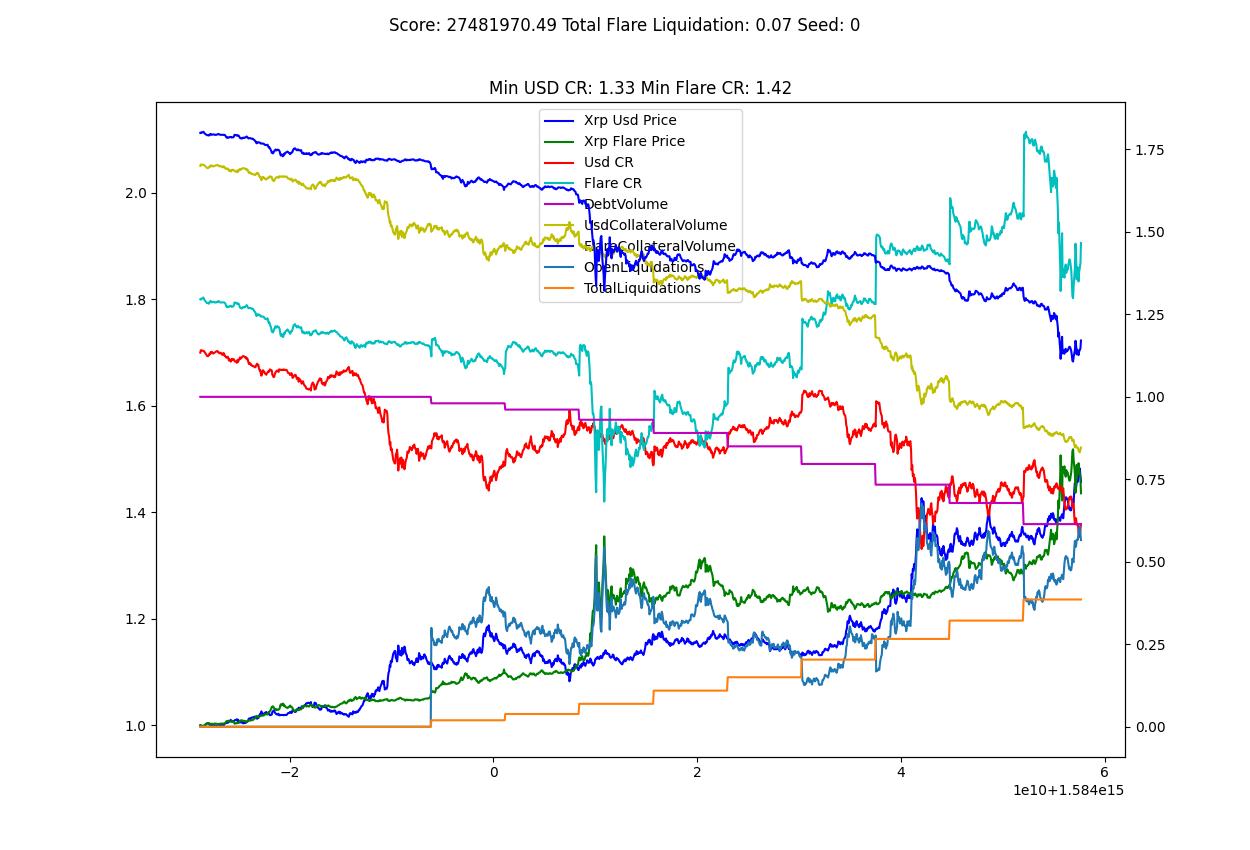 Score: 27481970.49 Total Flare Liquidation: 0.07 Seed: 0
Min USD CR: 1.33 Min Flare CR: 1.42
Xrp Usd Price
Xrp Flare Price
Usd CR
Flare CR
DebtVolume
UsdCollateralVolume
FlareCollateralVolume
OpenLiquidations
TotalLiquidations
2.0
1.8
1.6
1.4
1.2
1.0
1.75
1.50
1.25
1.00
0.75
0.50
0.25
0.00
−2 0 2 4 6
1e10+1.584e15